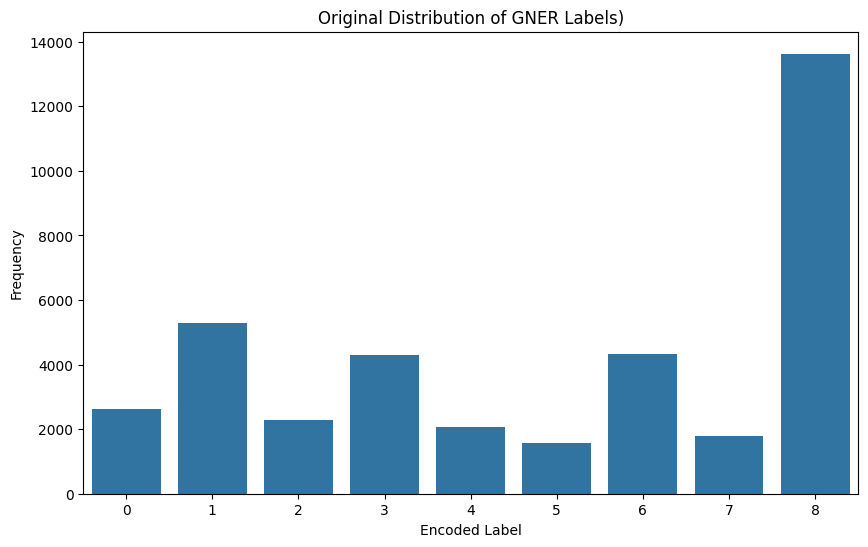 Original Distribution of GNER Labels)
14000
12000
10000
8000
6000
4000
2000
0
Frequency
0 1 2 3 4 5 6 7 8
Encoded Label